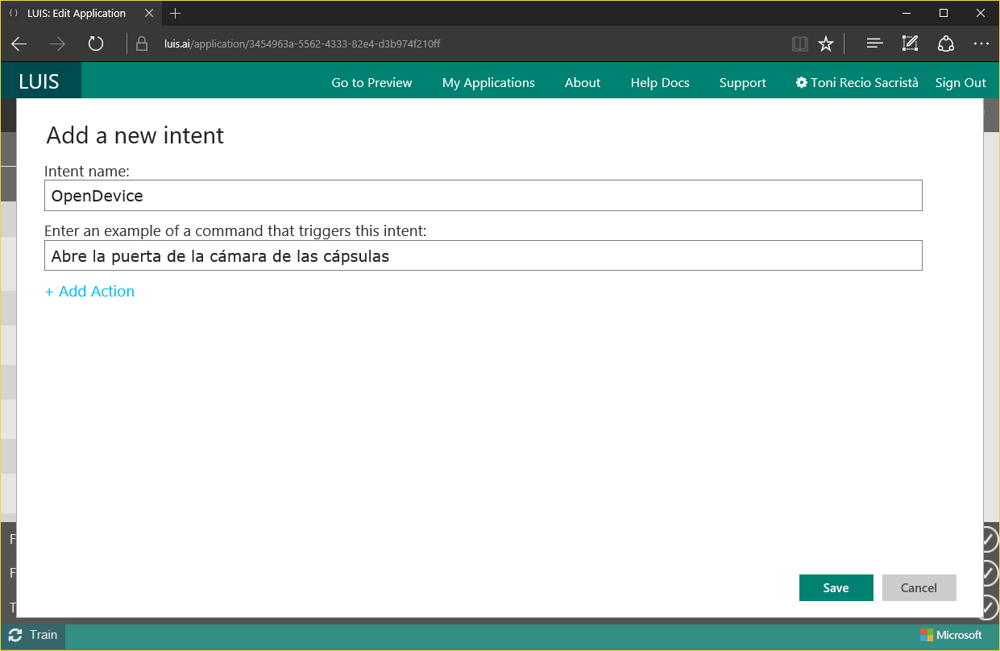 LUIS: Edit Application
luis.ai/application/3454963a-5562-4333-82e4-d3b974f210ff
LUIS Go to Preview My Applications About Help Docs Support Toni Recio Sacristà Sign Out
Add a new intent
Intent name:
OpenDevice
Enter an example of a command that triggers this intent:
Abre la puerta de la cámara de las cápsulas
+ Add Action
F
F
T
Save Cancel
Train Microsoft